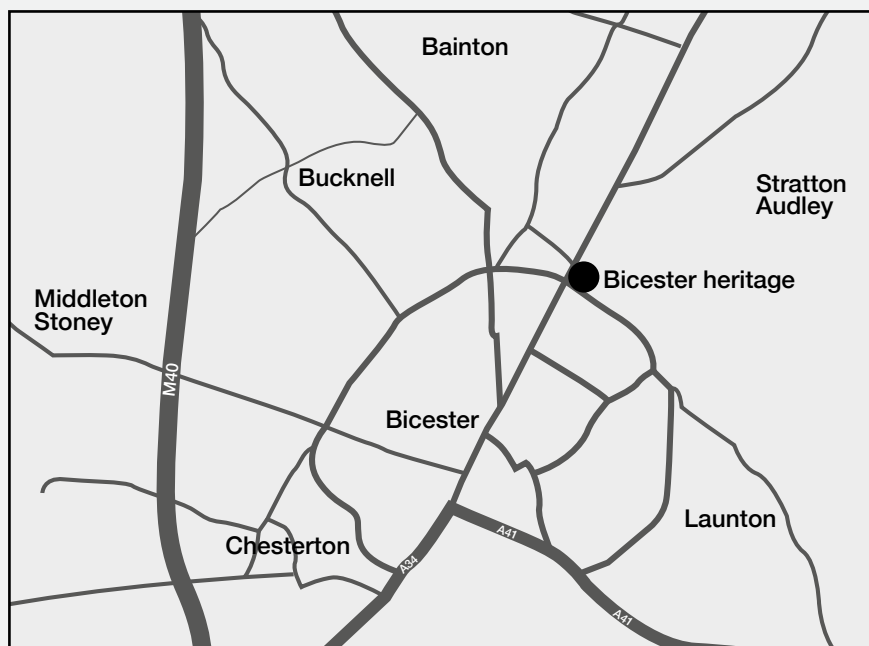 Bainton
Bucknell
Stratton
Audley
Bicester heritage
Middleton
Stoney
M40
Bicester
Launton
A41
Chesterton
A34
A41